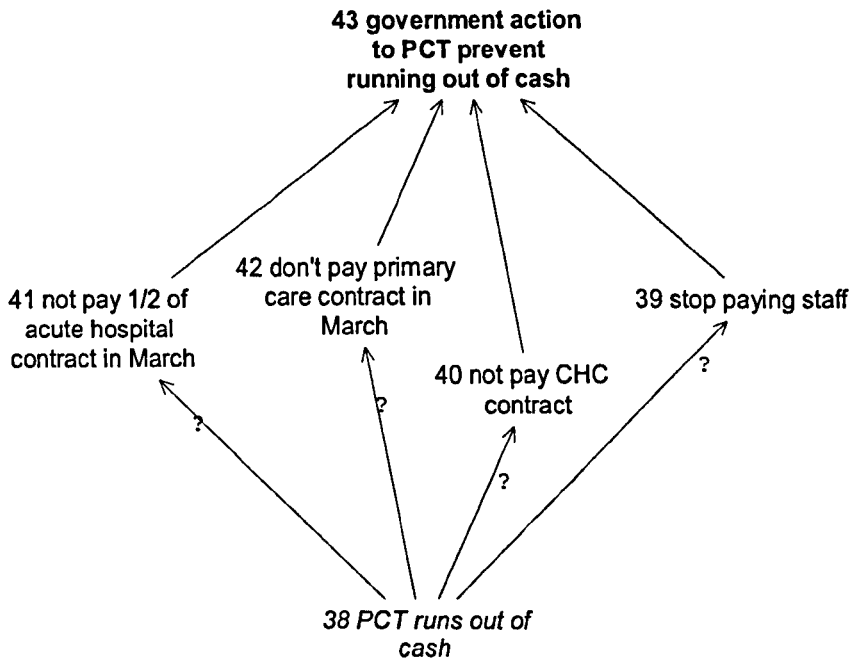 43 government action
to PCT prevent
running out of cash
42 don't pay primary
care contract in
March
41 not pay 1/2 of
acute hospital
contract in March
39 stop paying staff
40 not pay CHC
contract
?
?
?
?
38 PCT runs out of
cash